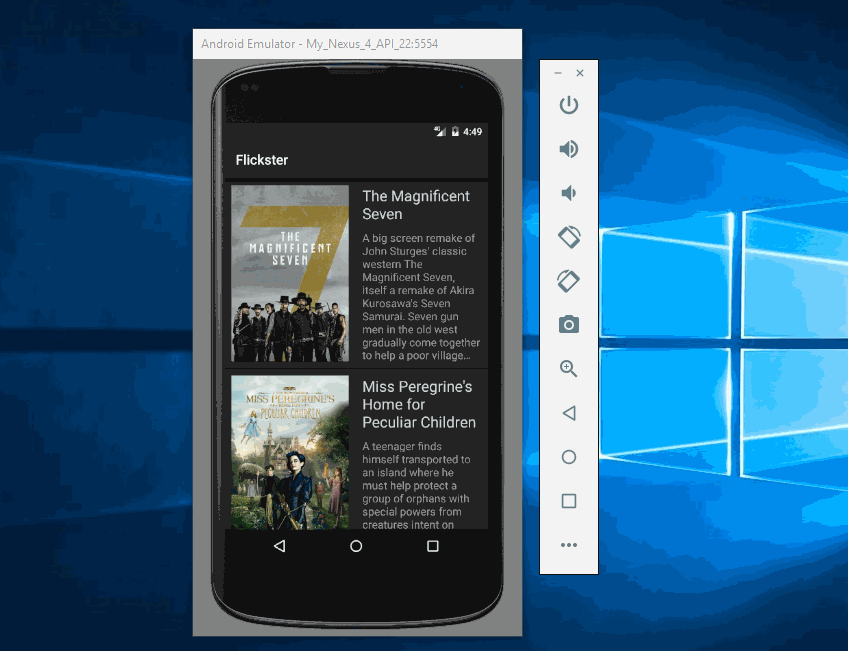 Android Emulator - My_Nexus_4_API_22:5554
4G
4:49
Flickster
THE
MAGNIFICENT
SEVEN
7
The Magnificent
Seven
A big screen remake of
John Sturges' classic
western The
Magnificent Seven,
itself a remake of Akira
Kurosawa's Seven
Samurai. Seven gun
men in the old west
gradually come together
to help a poor village...
MISS PEREGRINE'S
PECULIAR CHILDREN
Miss Peregrine's
Home for
Peculiar Children
A teenager finds
himself transported to
an island where he
must help protect a
group of orphans with
special powers from
creatures intent on